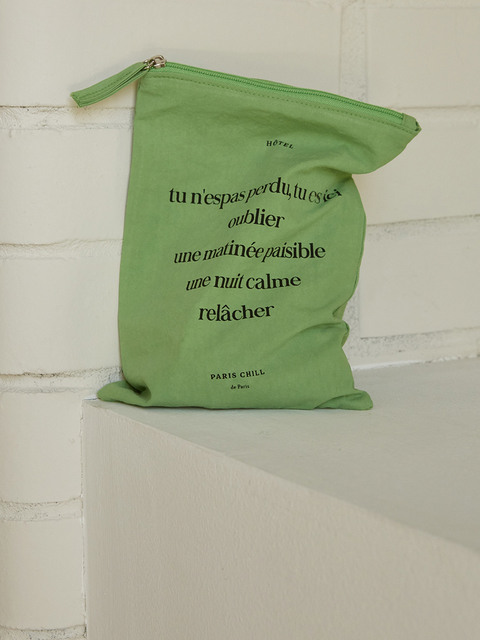 HÔTEL
tu n'espas perdu, tu es ici
oublier
une matinée paisible
une nuit calme
relâcher
PARIS CHILL
de Paris